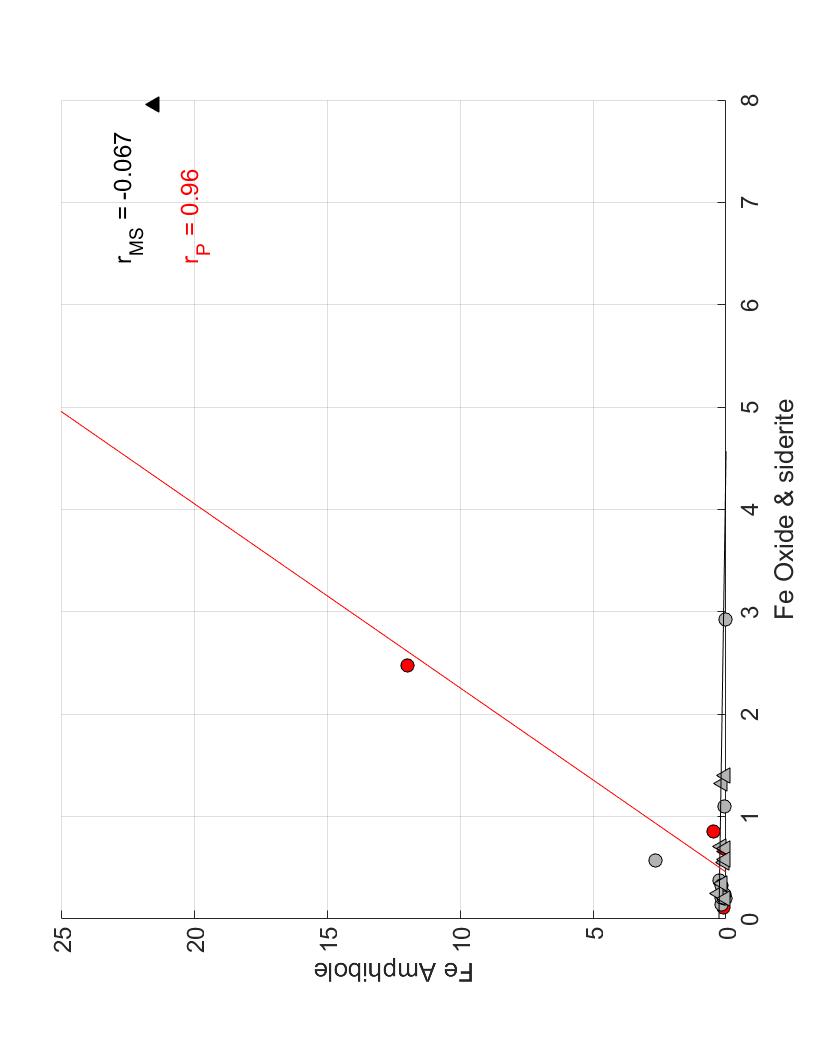 25
r_MS = -0.067
20
r_P = 0.96
15
10
5
0
0 1 2 3 4 5 6 7 8
Fe Amphibole
Fe Oxide & siderite